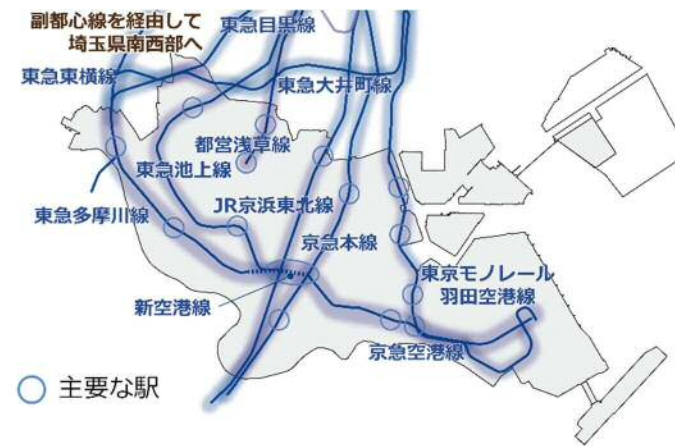 副都心線を経由して
埼玉県南西部へ
東急目黒線
東急東横線
東急大井町線
都営浅草線
東急池上線
JR京浜東北線
東急多摩川線
京急本線
東京モノレール
羽田空港線
新空港線
京急空港線
主要な駅